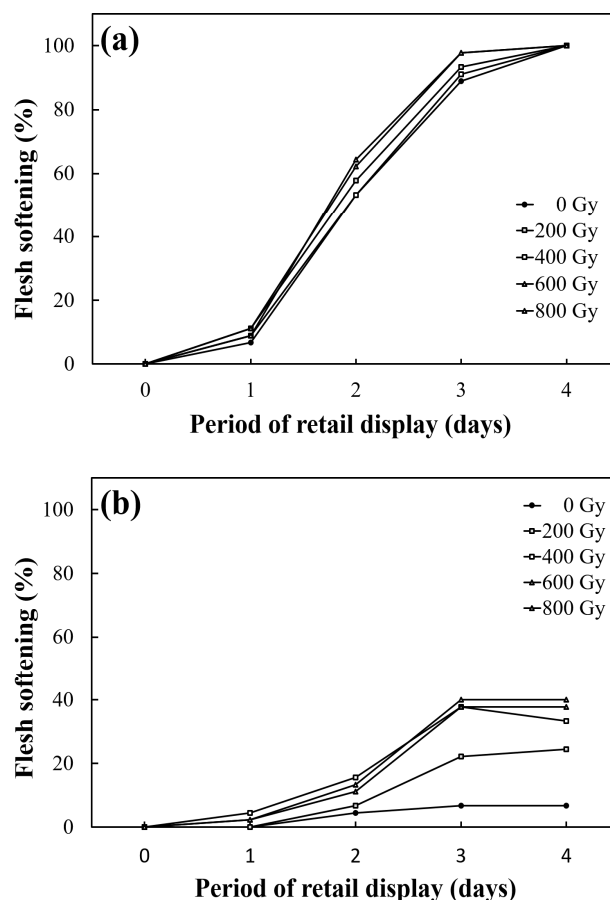 (a)
100
80
60
40
20
0
Flesh softening (%)
0 Gy
200 Gy
400 Gy
600 Gy
800 Gy
0 1 2 3 4
Period of retail display (days)
(b)
100
80
60
40
20
0
Flesh softening (%)
0 Gy
200 Gy
400 Gy
600 Gy
800 Gy
0 1 2 3 4
Period of retail display (days)